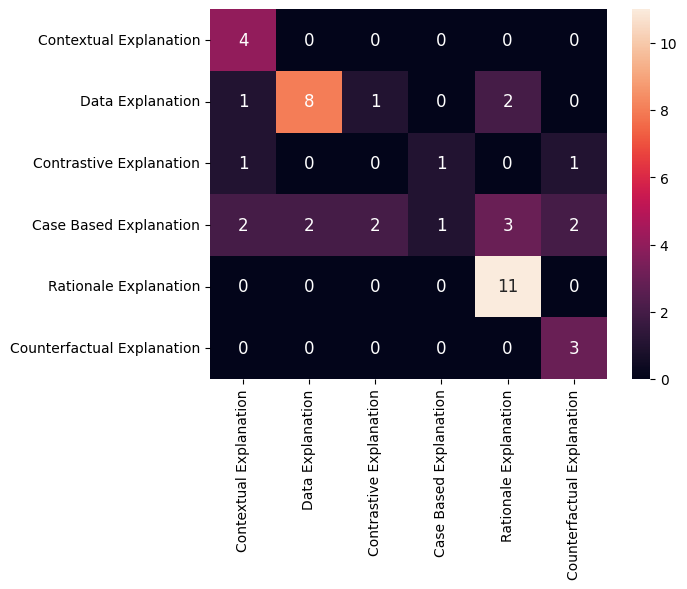 Contextual Explanation 4 0 0 0 0 0
Data Explanation 1 8 1 0 2 0
Contrastive Explanation 1 0 0 1 0 1
Case Based Explanation 2 2 2 1 3 2
Rationale Explanation 0 0 0 0 11 0
Counterfactual Explanation 0 0 0 0 0 3
Contextual Explanation
Data Explanation
Contrastive Explanation
Case Based Explanation
Rationale Explanation
Counterfactual Explanation
10
8
6
4
2
0